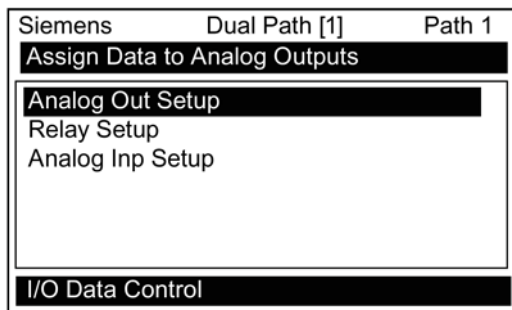 Siemens Dual Path [1] Path 1
Assign Data to Analog Outputs
Analog Out Setup
Relay Setup
Analog Inp Setup
I/O Data Control